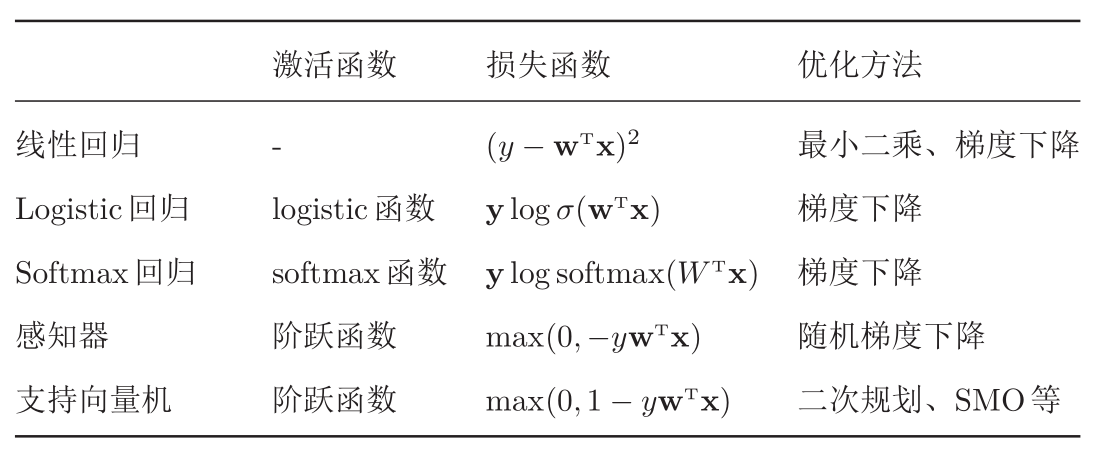 激活函数 损失函数 优化方法
线性回归 - (y − wᵀx)² 最小二乘、梯度下降
Logistic 回归 logistic 函数 y log σ(wᵀx) 梯度下降
Softmax 回归 softmax 函数 y log softmax(Wᵀx) 梯度下降
感知器 阶跃函数 max(0, −ywᵀx) 随机梯度下降
支持向量机 阶跃函数 max(0, 1 − ywᵀx) 二次规划、SMO 等